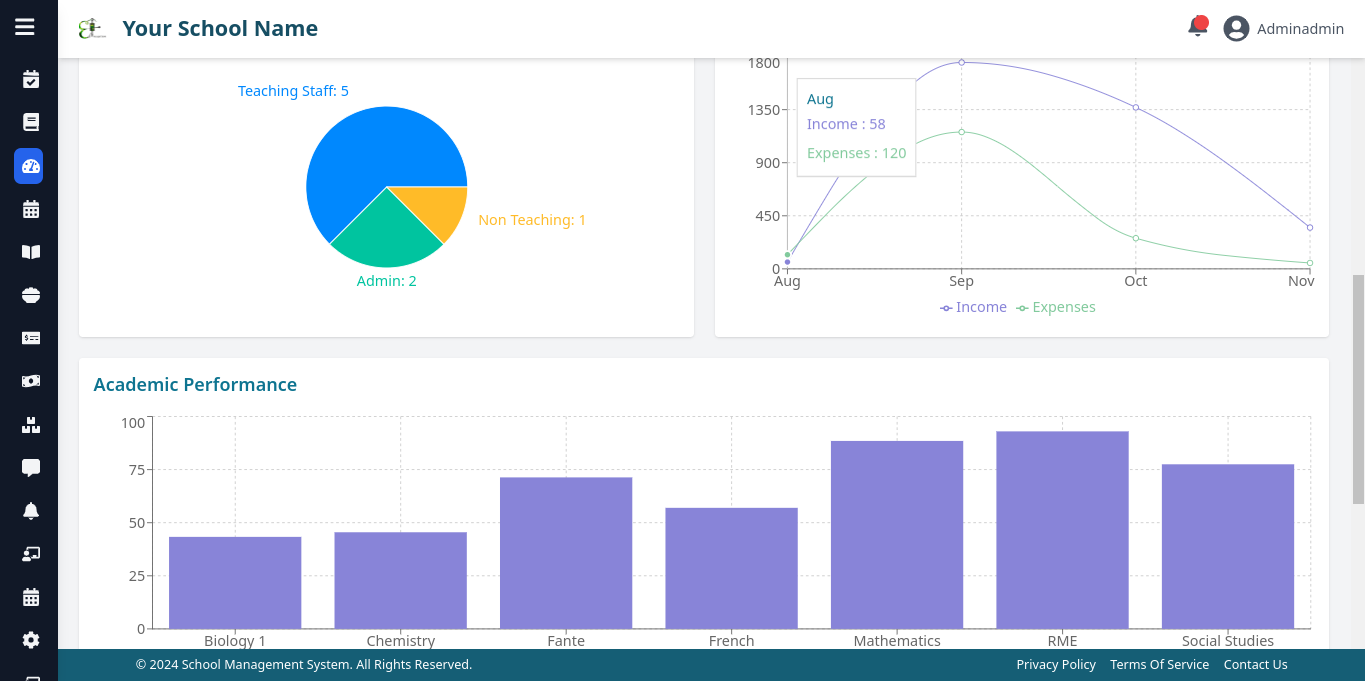 Your School Name
Adminadmin
Teaching Staff: 5
Non Teaching: 1
Admin: 2
1800
1350
900
450
0
Aug
Income : 58
Expenses : 120
Aug Sep Oct Nov
Income Expenses
Academic Performance
100
75
50
25
0
Biology 1 Chemistry Fante French Mathematics RME Social Studies
© 2024 School Management System. All Rights Reserved.
Privacy Policy Terms Of Service Contact Us